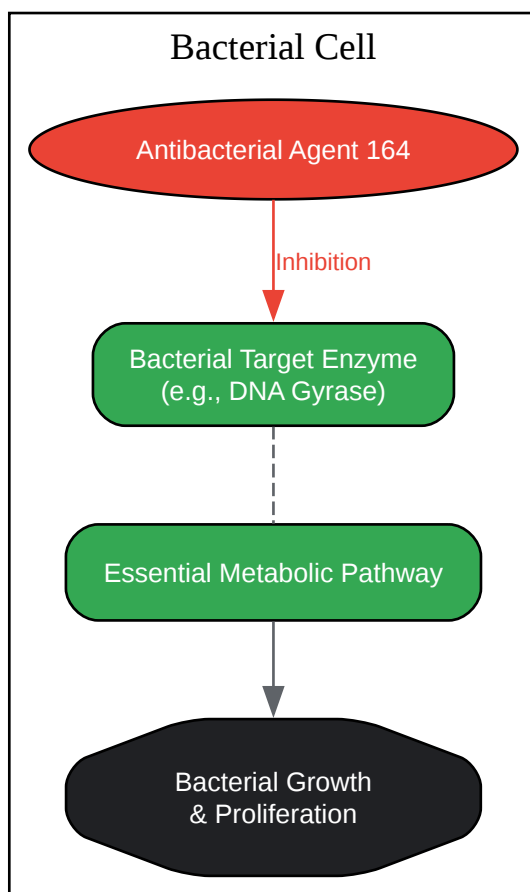 Bacterial Cell
Antibacterial Agent 164
Inhibition
Bacterial Target Enzyme
(e.g., DNA Gyrase)
Essential Metabolic Pathway
Bacterial Growth
& Proliferation